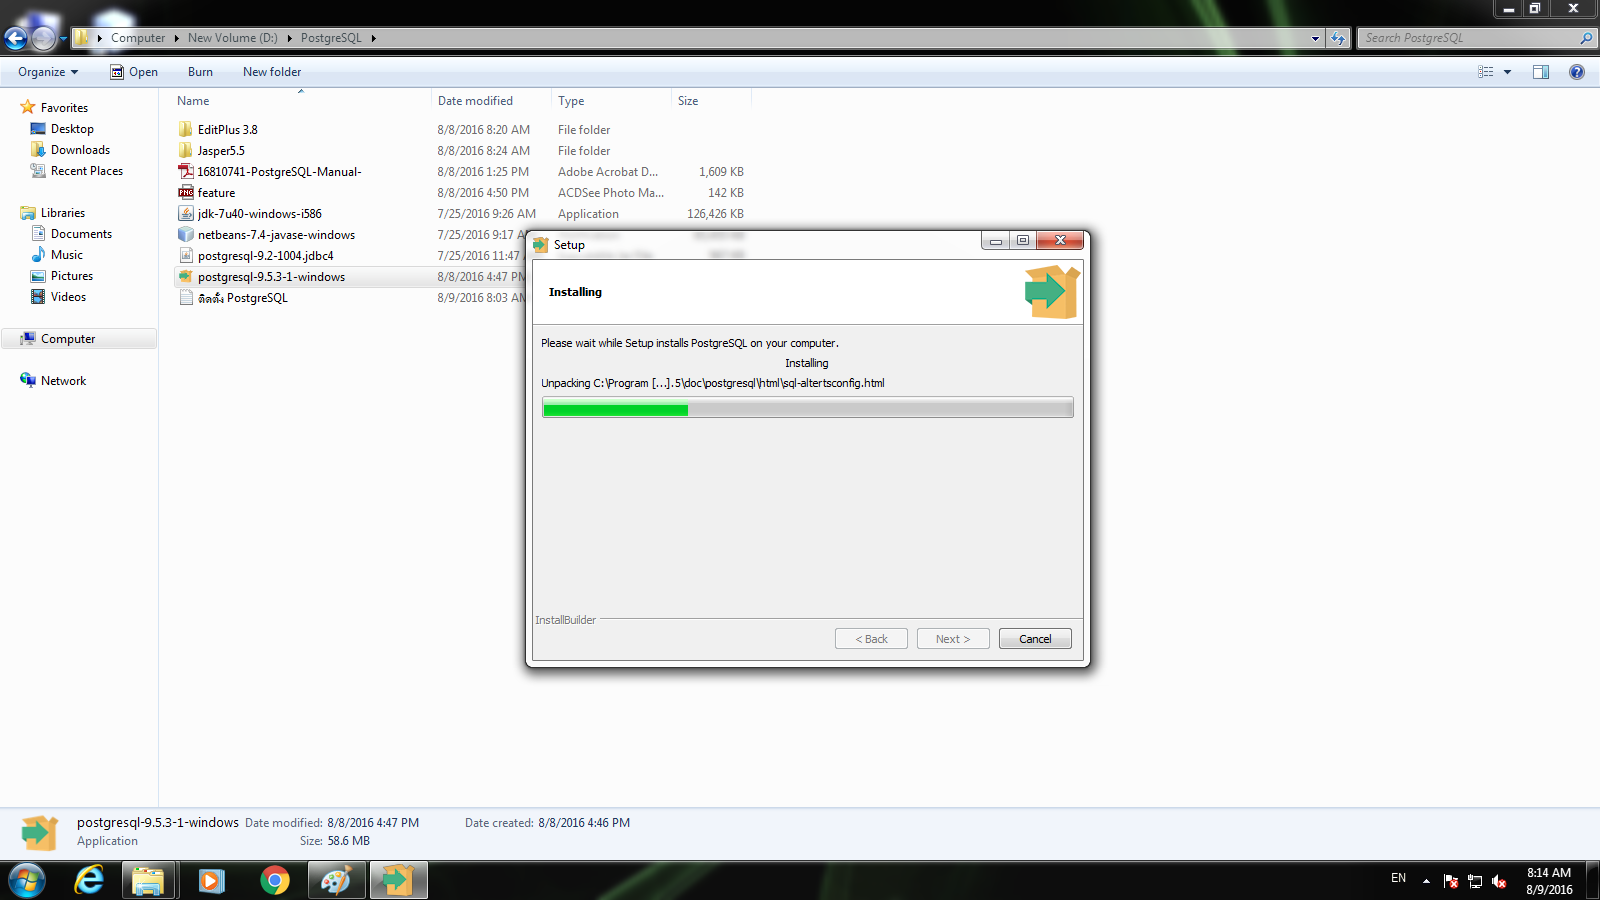 Computer New Volume (D:) PostgreSQL
Search PostgreSQL
Organize Open Burn New folder
Name Date modified Type Size
Favorites
Desktop
Downloads
Recent Places
Libraries
Documents
Music
Pictures
Videos
Computer
Network
EditPlus 3.8 8/8/2016 8:20 AM File folder
Jasper5.5 8/8/2016 8:24 AM File folder
16810741-PostgreSQL-Manual- 8/8/2016 1:25 PM Adobe Acrobat D... 1,609 KB
feature 8/8/2016 4:50 PM ACDSee Photo Ma... 142 KB
jdk-7u40-windows-i586 7/25/2016 9:26 AM Application 126,426 KB
netbeans-7.4-javase-windows 7/25/2016 9:17
postgresql-9.2-1004.jdbc4 7/25/2016 11:47
postgresql-9.5.3-1-windows 8/8/2016 4:47 PM
ติดตั้ง PostgreSQL 8/9/2016 8:03 AM
Setup
Installing
Please wait while Setup installs PostgreSQL on your computer.
Installing
Unpacking C:\Program [...].5\doc\postgresql\html\sql-altertsconfig.html
InstallBuilder
< Back Next > Cancel
postgresql-9.5.3-1-windows Date modified: 8/8/2016 4:47 PM Date created: 8/8/2016 4:46 PM
Application Size: 58.6 MB
EN
8:14 AM
8/9/2016